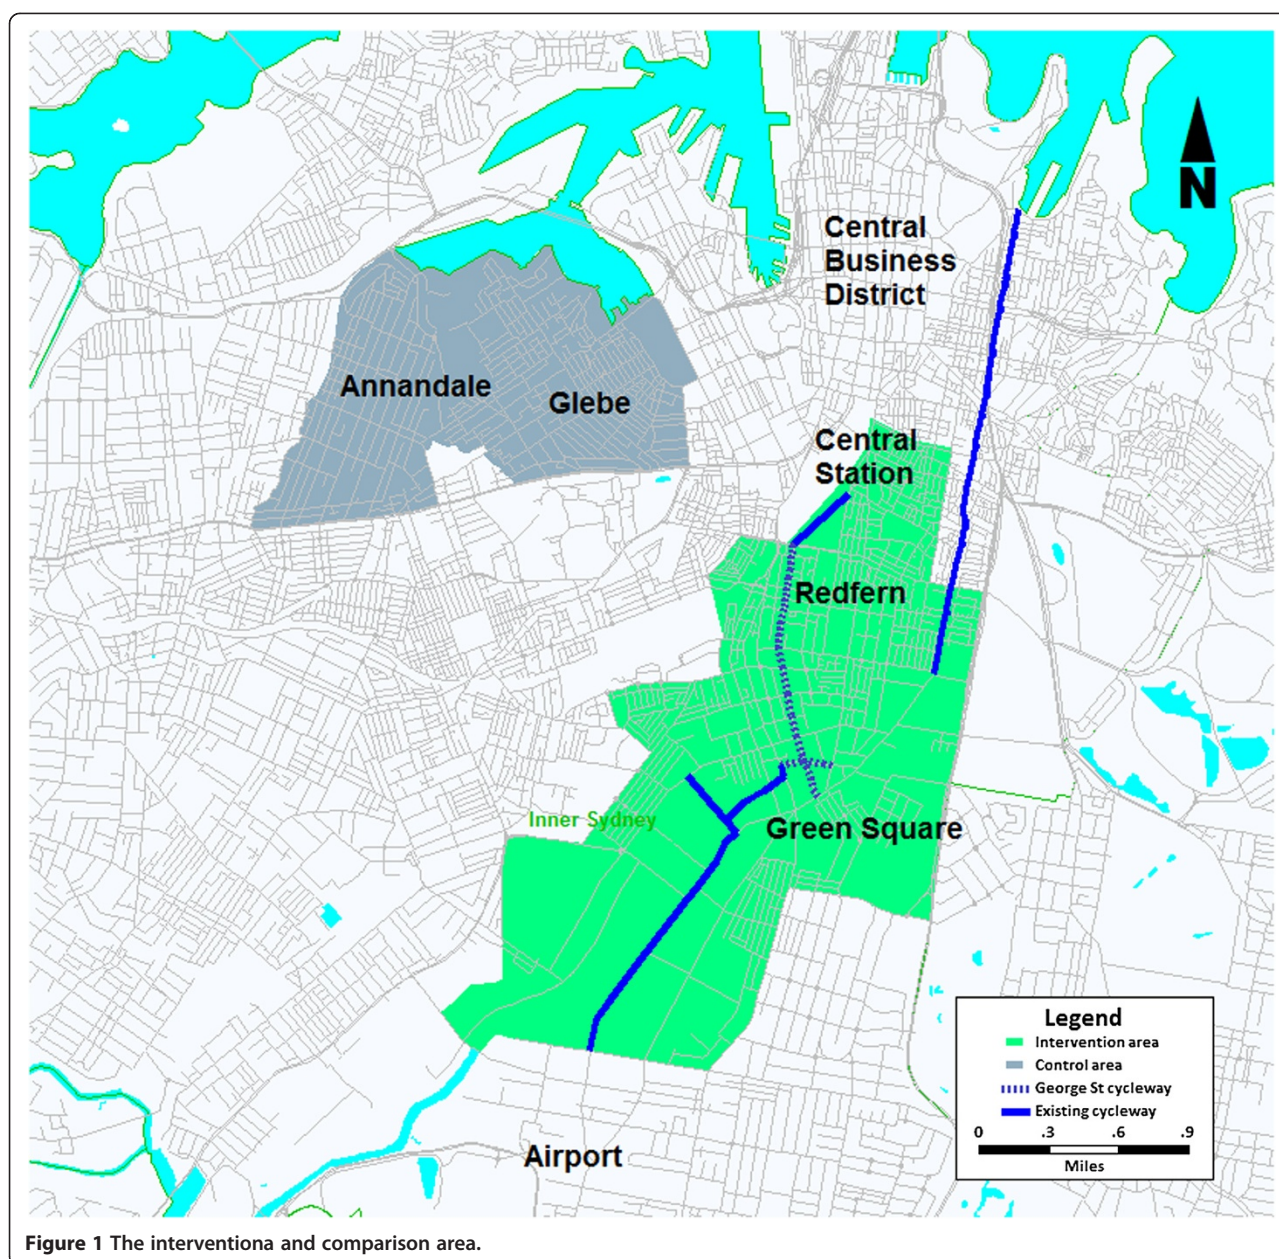 N
Central
Business
District
Annandale
Glebe
Central
Station
Redfern
Inner Sydney
Green Square
Airport
Legend
Intervention area
Control area
George St cycleway
Existing cycleway
0 .3 .6 .9
Miles
Figure 1 The interventiona and comparison area.